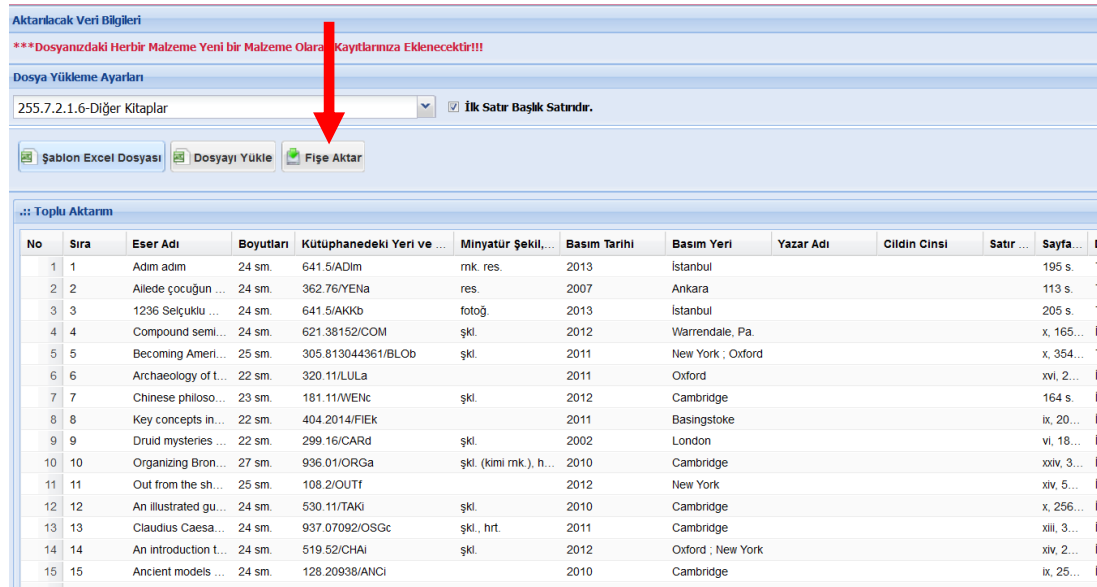 Aktarılacak Veri Bilgileri
***Dosyanızdaki Herbir Malzeme Yeni bir Malzeme Olara Kayıtlarınıza Eklenecektir!!!
Dosya Yükleme Ayarları
255.7.2.1.6-Diğer Kitaplar İlk Satır Başlık Satırıdır.
Şablon Excel Dosyası Dosyayı Yükle Fişe Aktar
.:: Toplu Aktarım
No Sıra Eser Adı Boyutları Kütüphanedeki Yeri ve ... Minyatür Şekil,... Basım Tarihi Basım Yeri Yazar Adı Cildin Cinsi Satır ... Sayfa...
1 1 Adım adım 24 sm. 641.5/ADIm rnk. res. 2013 İstanbul 195 s.
2 2 Ailede çocuğun ... 24 sm. 362.76/YENa res. 2007 Ankara 113 s.
3 3 1236 Selçuklu ... 24 sm. 641.5/AKKb fotoğ. 2013 İstanbul 205 s.
4 4 Compound semi... 24 sm. 621.38152/COM şkl. 2012 Warrendale, Pa. x, 165...
5 5 Becoming Ameri... 25 sm. 305.813044361/BLOb şkl. 2011 New York ; Oxford x, 354...
6 6 Archaeology of t... 22 sm. 320.11/LULa 2011 Oxford xvi, 2...
7 7 Chinese philoso... 23 sm. 181.11/WENc şkl. 2012 Cambridge 164 s.
8 8 Key concepts in... 22 sm. 404.2014/FIEk 2011 Basingstoke ix, 20...
9 9 Druid mysteries ... 22 sm. 299.16/CARd şkl. 2002 London vi, 18...
10 10 Organizing Bron... 27 sm. 936.01/ORGa şkl. (kimi rnk.), h... 2010 Cambridge xxiv, 3...
11 11 Out from the sh... 25 sm. 108.2/OUTf 2012 New York xiv, 5...
12 12 An illustrated gu... 24 sm. 530.11/TAKi şkl. 2010 Cambridge x, 256...
13 13 Claudius Caesa... 24 sm. 937.07092/OSGc şkl., hrt. 2011 Cambridge xiii, 3...
14 14 An introduction t... 24 sm. 519.52/CHAi şkl. 2012 Oxford ; New York xiv, 2...
15 15 Ancient models ... 24 sm. 128.20938/ANCi 2010 Cambridge ix, 25...